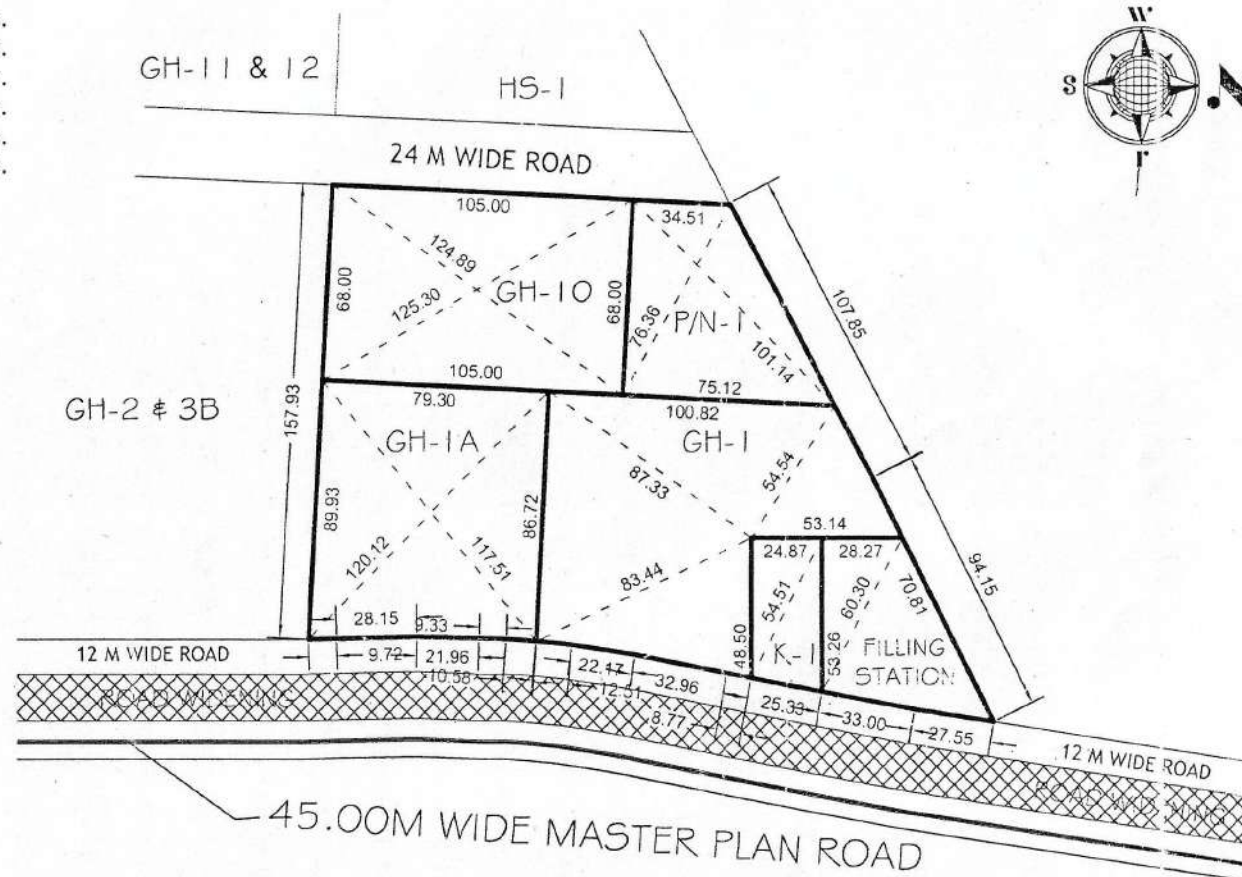 GH-11 & 12
HS-1
W
S
N
24 M WIDE ROAD
105.00
34.51
124.89
125.30
GH-10
68.00
68.00
76.36
P/N-1
101.14
107.85
105.00
75.12
79.30
100.82
GH-2 & 3B
157.93
GH-1A
GH-1
89.93
86.72
120.12
117.51
87.33
83.44
54.54
53.14
24.87
28.27
94.15
54.51
60.30
70.81
48.50
53.26
K-1
FILLING
STATION
28.15
9.33
12 M WIDE ROAD
9.72
21.96
10.58
22.17
12.51
32.96
8.77
25.33
33.00
27.55
12 M WIDE ROAD
ROAD WIDENING
ROAD WIDENING
45.00M WIDE MASTER PLAN ROAD